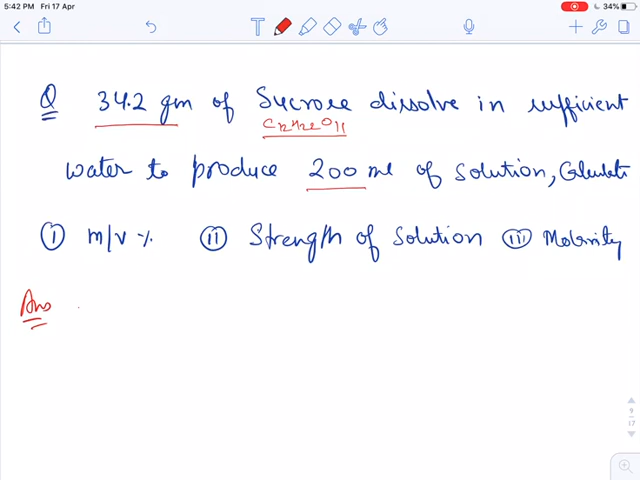 5:42 PM Fri 17 Apr
34%
Q 34.2 gm of Sucrose dissolve in sufficient
C12H22O11
water to produce 200 ml of solution, Calculate
i m/v % ii Strength of Solution iii Molarity
Ans
9
17